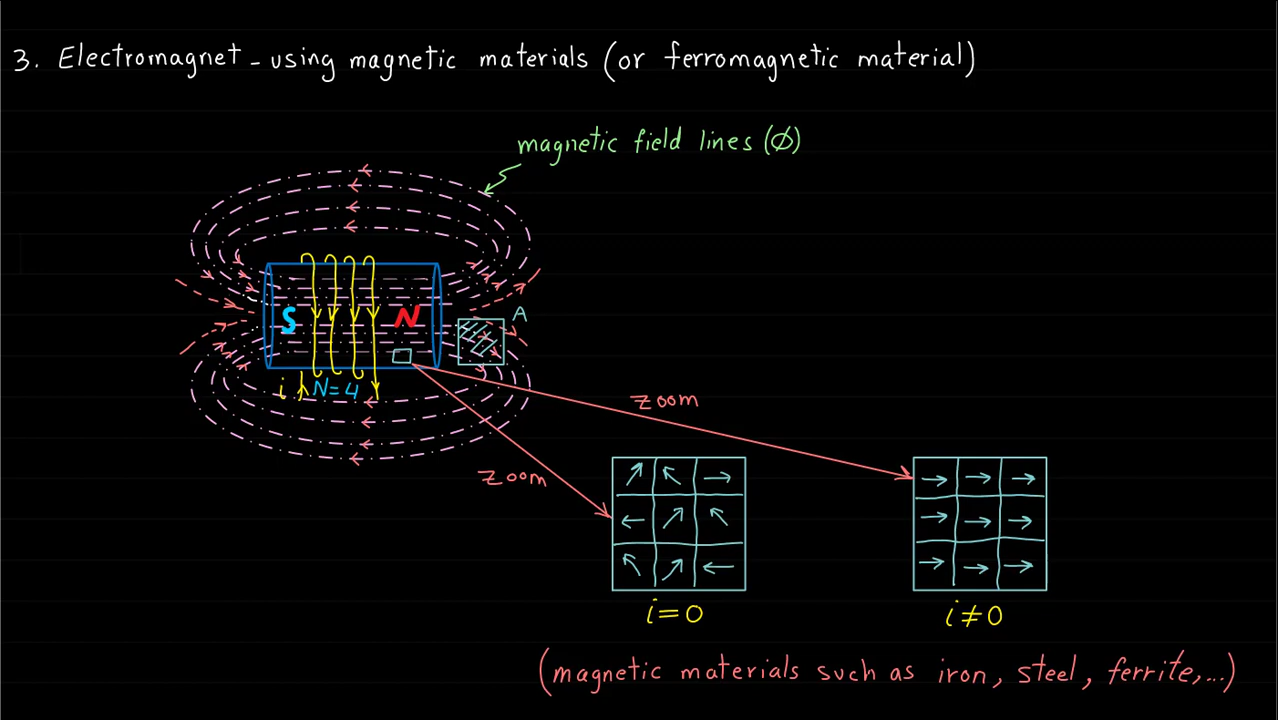 3. Electromagnet - using magnetic materials (or ferromagnetic material)
magnetic field lines (Ø)
S
N
A
i N=4
zoom
zoom
i=0
i≠0
(magnetic materials such as iron, steel, ferrite,...)